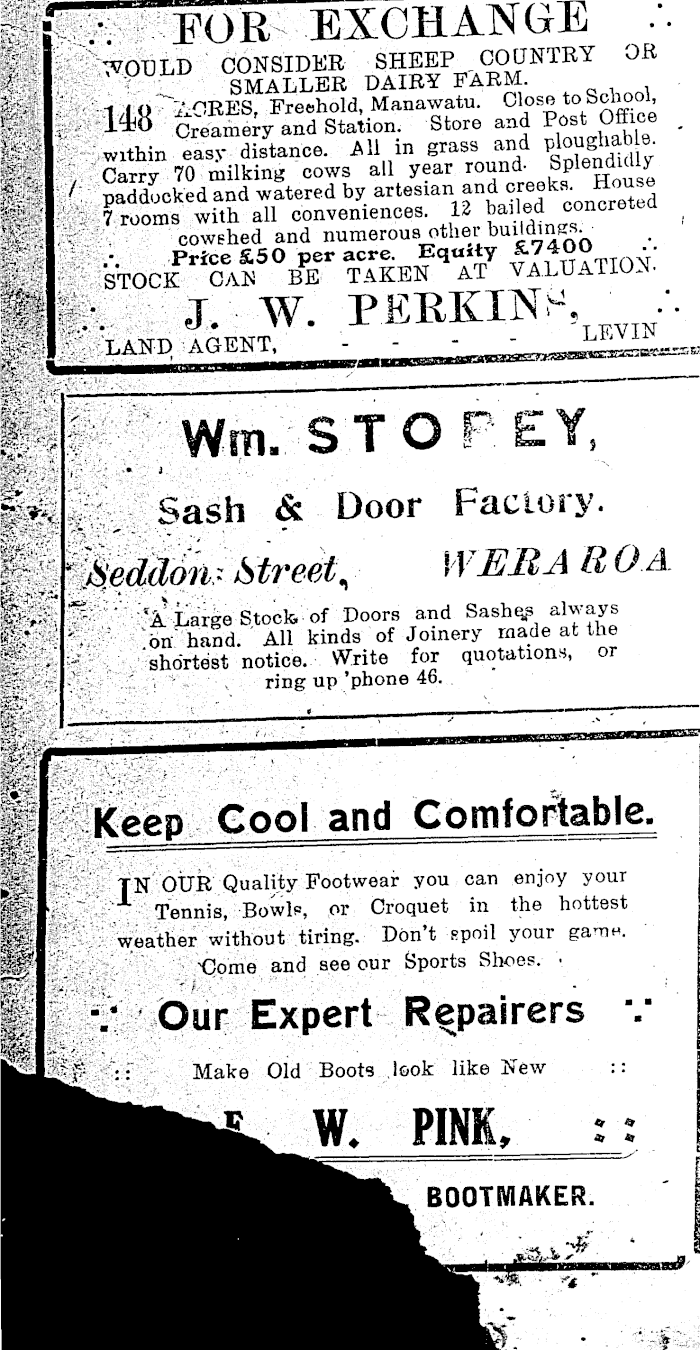 FOR EXCHANGE
WOULD CONSIDER SHEEP COUNTRY OR
SMALLER DAIRY FARM.
148 ACRES, Freehold, Manawatu. Close to School,
Creamery and Station. Store and Post Office
within easy distance. All in grass and ploughable.
Carry 70 milking cows all year round. Splendidly
paddocked and watered by artesian and creeks. House
7 rooms with all conveniences. 12 bailed concreted
cowshed and numerous other buildings.
Price £50 per acre. Equity £7400
STOCK CAN BE TAKEN AT VALUATION.
J. W. PERKINS,
LAND AGENT, - - - - LEVIN
Wm. STOREY,
Sash & Door Factory.
Seddon Street, WERAROA
A Large Stock of Doors and Sashes always
on hand. All kinds of Joinery made at the
shortest notice. Write for quotations, or
ring up 'phone 46.
Keep Cool and Comfortable.
IN OUR Quality Footwear you can enjoy your
Tennis, Bowls, or Croquet in the hottest
weather without tiring. Don't spoil your game.
Come and see our Sports Shoes.
Our Expert Repairers
:: Make Old Boots look like New ::
W. PINK,
BOOTMAKER.